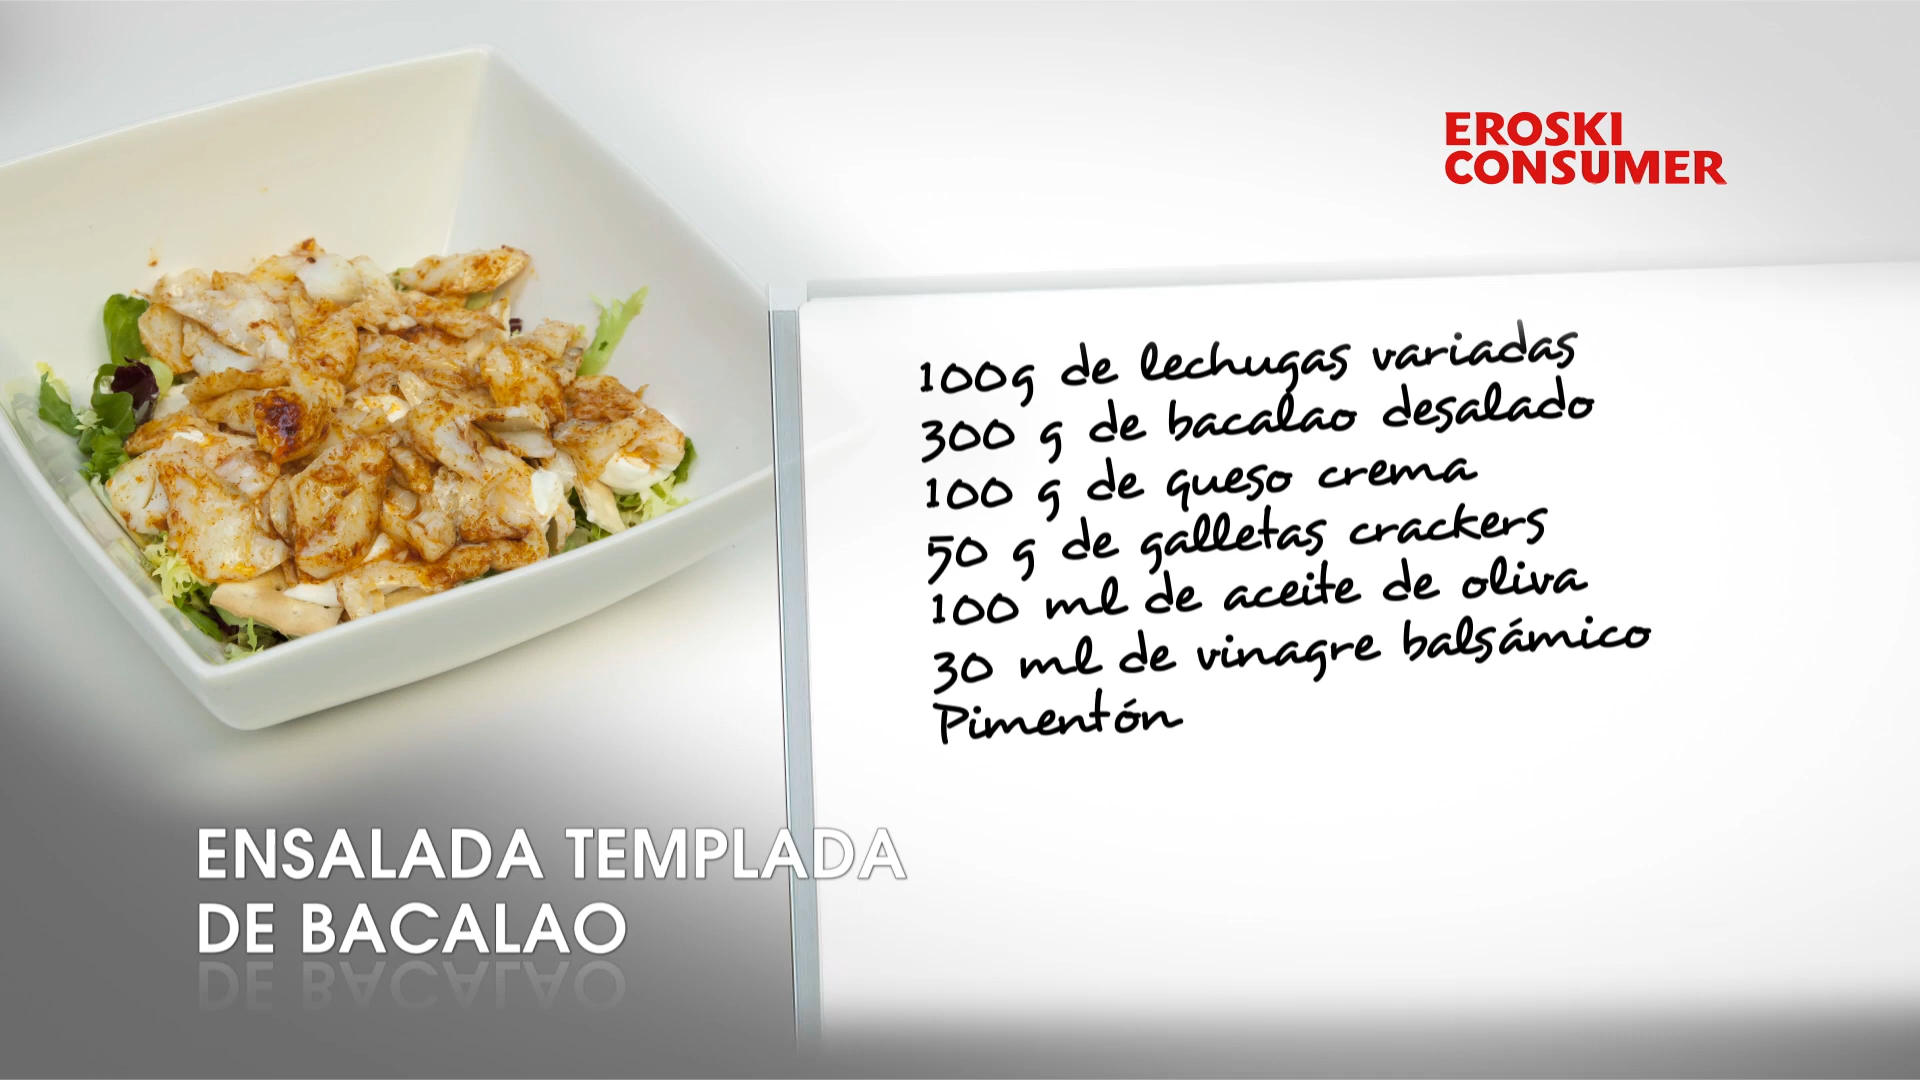 EROSKI
CONSUMER
100g de lechugas variadas
300 g de bacalao desalado
100 g de queso crema
50 g de galletas crackers
100 ml de aceite de oliva
30 ml de vinagre balsámico
Pimentón
ENSALADA TEMPLADA
DE BACALAO